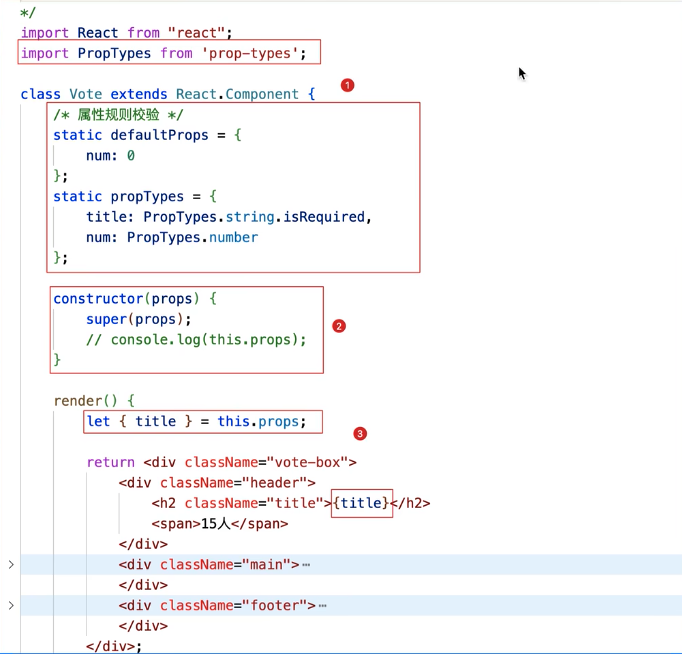 */
import React from "react";
import PropTypes from 'prop-types';
class Vote extends React.Component {
1
/* 属性规则校验 */
static defaultProps = {
num: 0
};
static propTypes = {
title: PropTypes.string.isRequired,
num: PropTypes.number
};
constructor(props) {
super(props);
2
// console.log(this.props);
}
render() {
let { title } = this.props;
3
return <div className="vote-box">
<div className="header">
<h2 className="title">{title}</h2>
<span>15人</span>
</div>
<div className="main">⋯
</div>
<div className="footer">⋯
</div>
</div>;